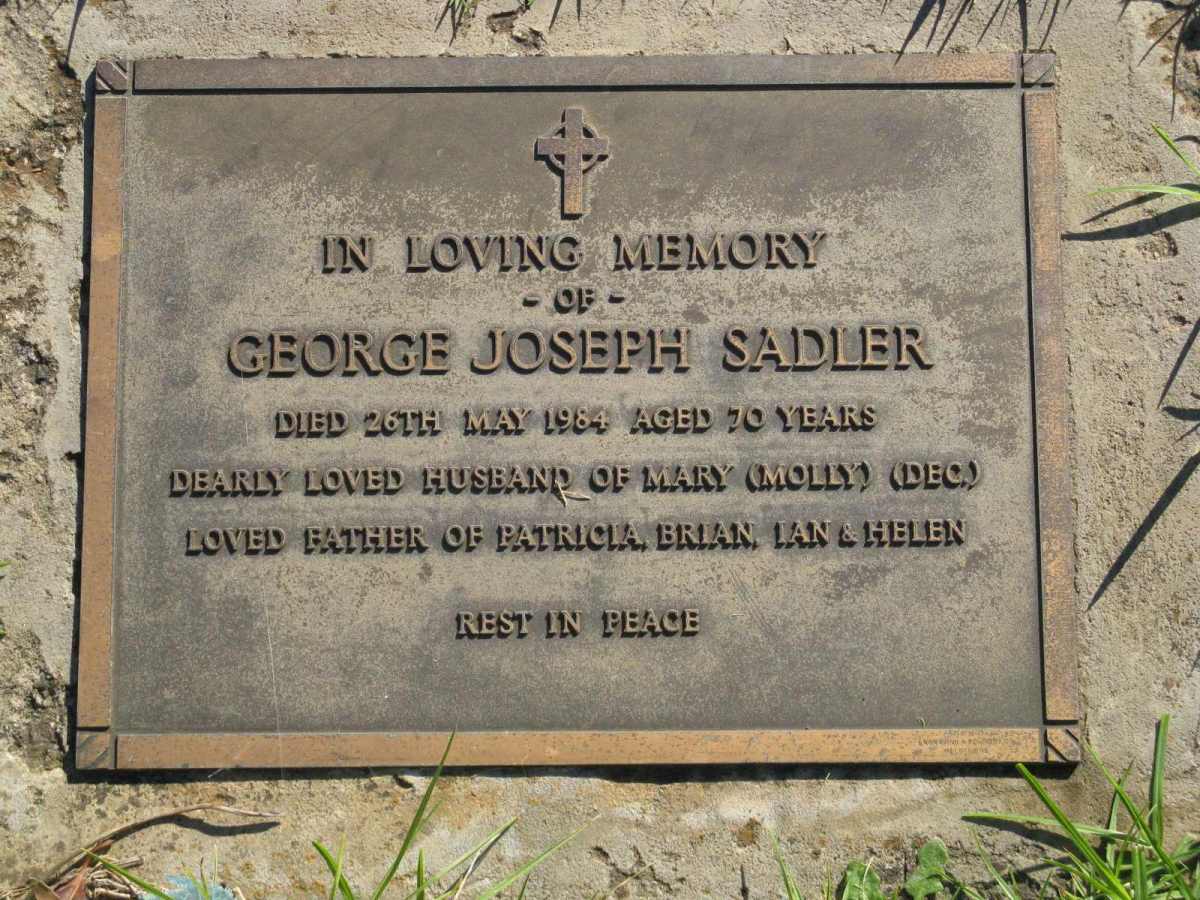 IN LOVING MEMORY
- OF -
GEORGE JOSEPH SADLER
DIED 26TH MAY 1984 AGED 70 YEARS
DEARLY LOVED HUSBAND OF MARY (MOLLY) (DEC.)
LOVED FATHER OF PATRICIA, BRIAN, IAN & HELEN
REST IN PEACE